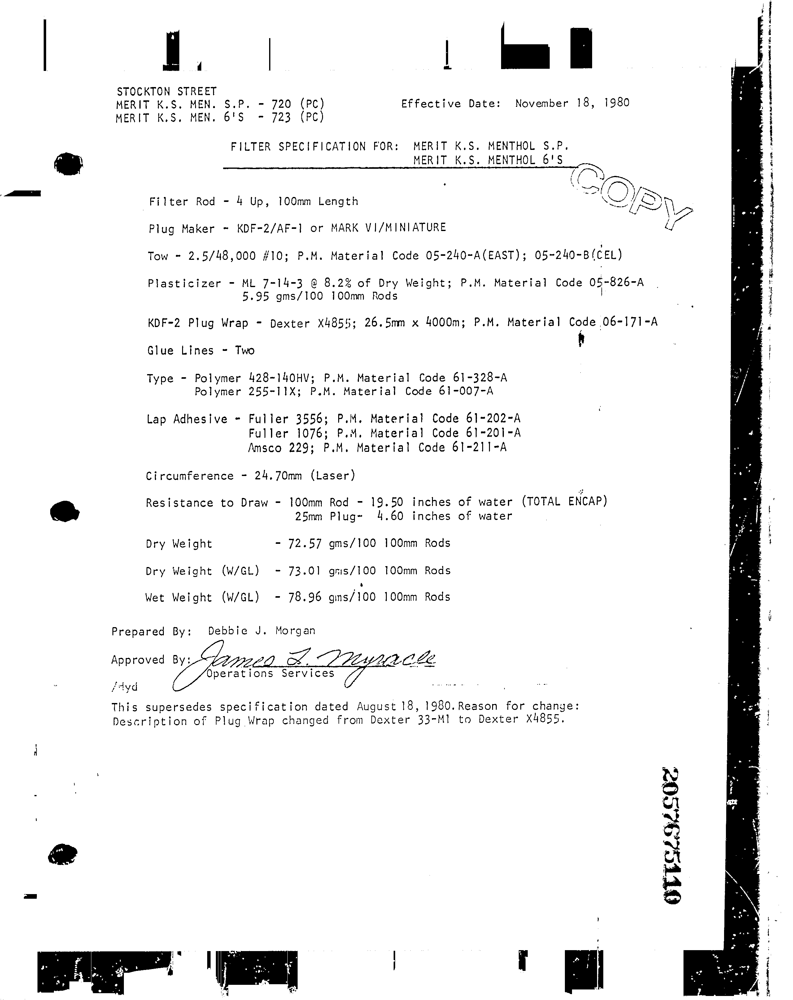 STOCKTON STREET
MERIT K.S. MEN. S.P. - 720 (PC)
Effective Date: November 18, 1980
MERIT K.S. MEN. 6'S - 723 (PC)
FILTER SPECIFICATION FOR: MERIT K.S. MENTHOL S.P.
MERIT K.S. MENTHOL 6'S
COPY
Filter Rod - 4 Up, 100mm Length
Plug Maker - KDF-2/AF-1 or MARK VI/MINIATURE
Tow - 2.5/48,000 #10; P.M. Material Code 05-240-A(EAST); 05-240-B(CEL)
Plasticizer - ML 7-14-3 @ 8.2% of Dry Weight; P.M. Material Code 05-826-A
5.95 gms/100 100mm Rods
KDF-2 Plug Wrap - Dexter X4855; 26.5mm x 4000m; P.M. Material Code 06-171-A
Glue Lines - Two
Type - Polymer 428-140HV; P.M. Material Code 61-328-A
Polymer 255-11X; P.M. Material Code 61-007-A
Lap Adhesive - Fuller 3556; P.M. Material Code 61-202-A
Fuller 1076; P.M. Material Code 61-201-A
Amsco 229; P.M. Material Code 61-211-A
Circumference - 24.70mm (Laser)
Resistance to Draw - 100mm Rod - 19.50 inches of water (TOTAL ENCAP)
25mm Plug- 4.60 inches of water
Dry Weight - 72.57 gms/100 100mm Rods
Dry Weight (W/GL) - 73.01 gms/100 100mm Rods
Wet Weight (W/GL) - 78.96 gms/100 100mm Rods
Prepared By: Debbie J. Morgan
Approved By: James L. Myracle
Operations Services
/dyd
This supersedes specification dated August 18, 1980. Reason for change:
Description of Plug Wrap changed from Dexter 33-M1 to Dexter X4855.
2057675110